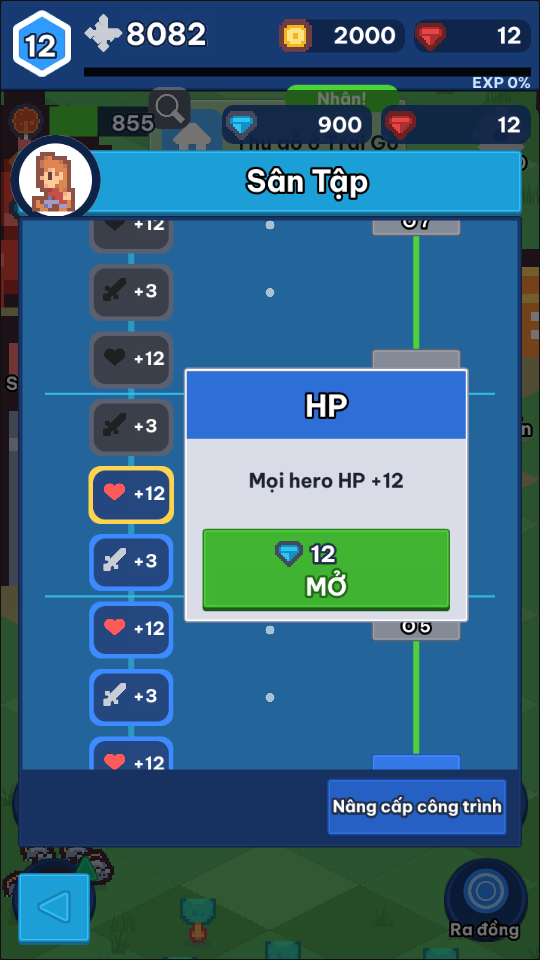 12
8082
2000
12
EXP 0%
Nhận!
855
900
12
Sân Tập
+12
+3
+12
+3
HP
Mọi hero HP +12
+12
12
MỞ
+3
+12
05
+3
+12
Nâng cấp công trình
Ra đồng